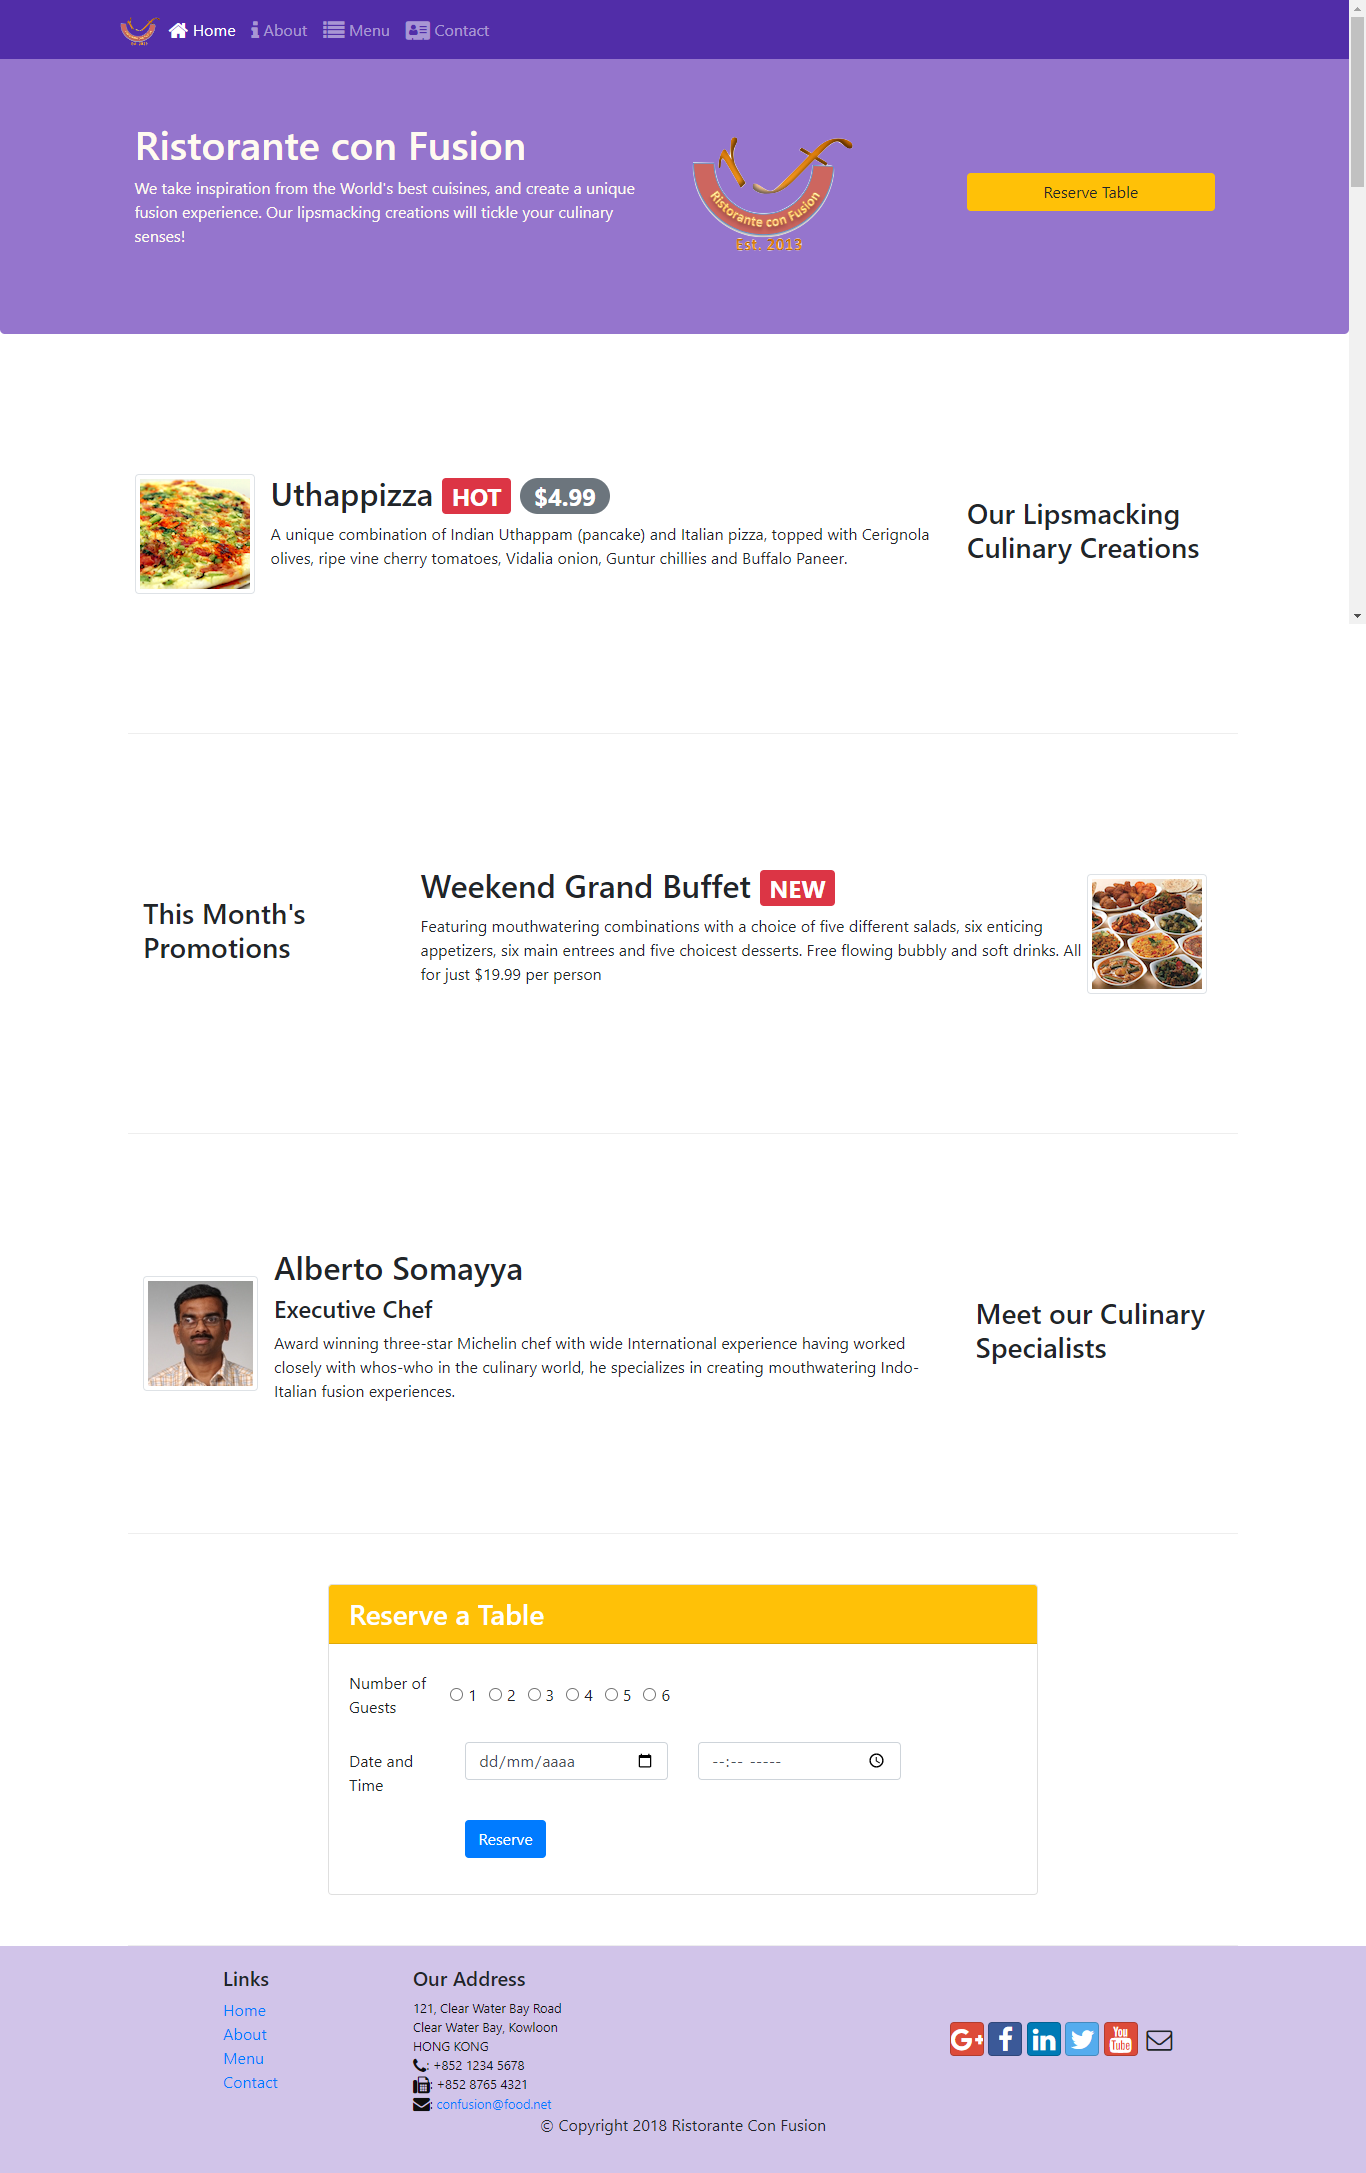 Home About Menu Contact
Ristorante con Fusion
We take inspiration from the World's best cuisines, and create a unique
fusion experience. Our lipsmacking creations will tickle your culinary
senses!
Ristorante con Fusion
Est. 2013
Reserve Table
Uthappizza HOT $4.99
A unique combination of Indian Uthappam (pancake) and Italian pizza, topped with Cerignola
olives, ripe vine cherry tomatoes, Vidalia onion, Guntur chillies and Buffalo Paneer.
Our Lipsmacking
Culinary Creations
This Month's
Promotions
Weekend Grand Buffet NEW
Featuring mouthwatering combinations with a choice of five different salads, six enticing
appetizers, six main entrees and five choicest desserts. Free flowing bubbly and soft drinks. All
for just $19.99 per person
Alberto Somayya
Executive Chef
Award winning three-star Michelin chef with wide International experience having worked
closely with whos-who in the culinary world, he specializes in creating mouthwatering Indo-
Italian fusion experiences.
Meet our Culinary
Specialists
Reserve a Table
Number of
Guests
1 2 3 4 5 6
Date and
Time
dd/mm/aaaa
--:-- -----
Reserve
Links
Home
About
Menu
Contact
Our Address
121, Clear Water Bay Road
Clear Water Bay, Kowloon
HONG KONG
: +852 1234 5678
: +852 8765 4321
: confusion@food.net
G+ f in You Tube
© Copyright 2018 Ristorante Con Fusion